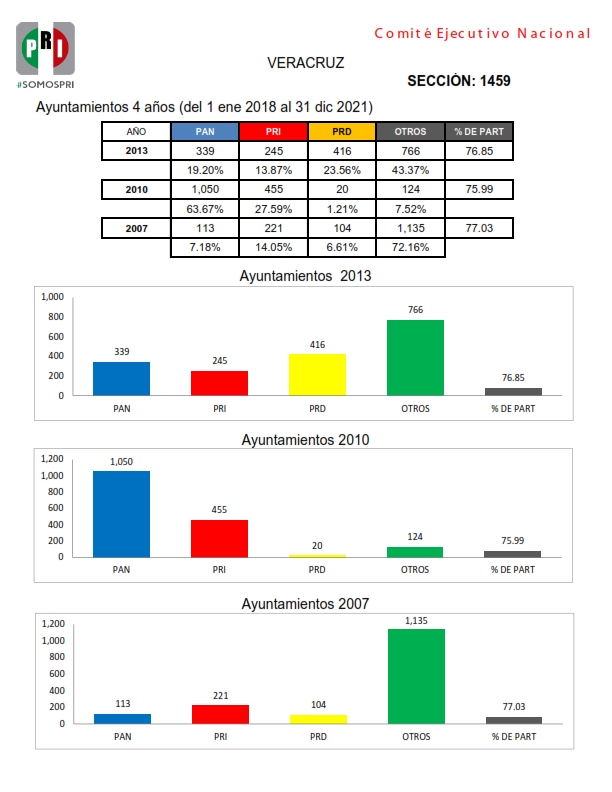 PRI
Comité Ejecutivo Nacional
#SOMOSPRI
VERACRUZ
SECCIÓN: 1459
Ayuntamientos 4 años (del 1 ene 2018 al 31 dic 2021)
AÑO PAN PRI PRD OTROS % DE PART
2013 339 245 416 766 76.85
19.20% 13.87% 23.56% 43.37%
2010 1,050 455 20 124 75.99
63.67% 27.59% 1.21% 7.52%
2007 113 221 104 1,135 77.03
7.18% 14.05% 6.61% 72.16%
Ayuntamientos 2013
1,000
800
600
400
200
0
339 245 416 766 76.85
PAN PRI PRD OTROS % DE PART
Ayuntamientos 2010
1,200
1,000
800
600
400
200
0
1,050 455 20 124 75.99
PAN PRI PRD OTROS % DE PART
Ayuntamientos 2007
1,200
1,000
800
600
400
200
0
113 221 104 1,135 77.03
PAN PRI PRD OTROS % DE PART